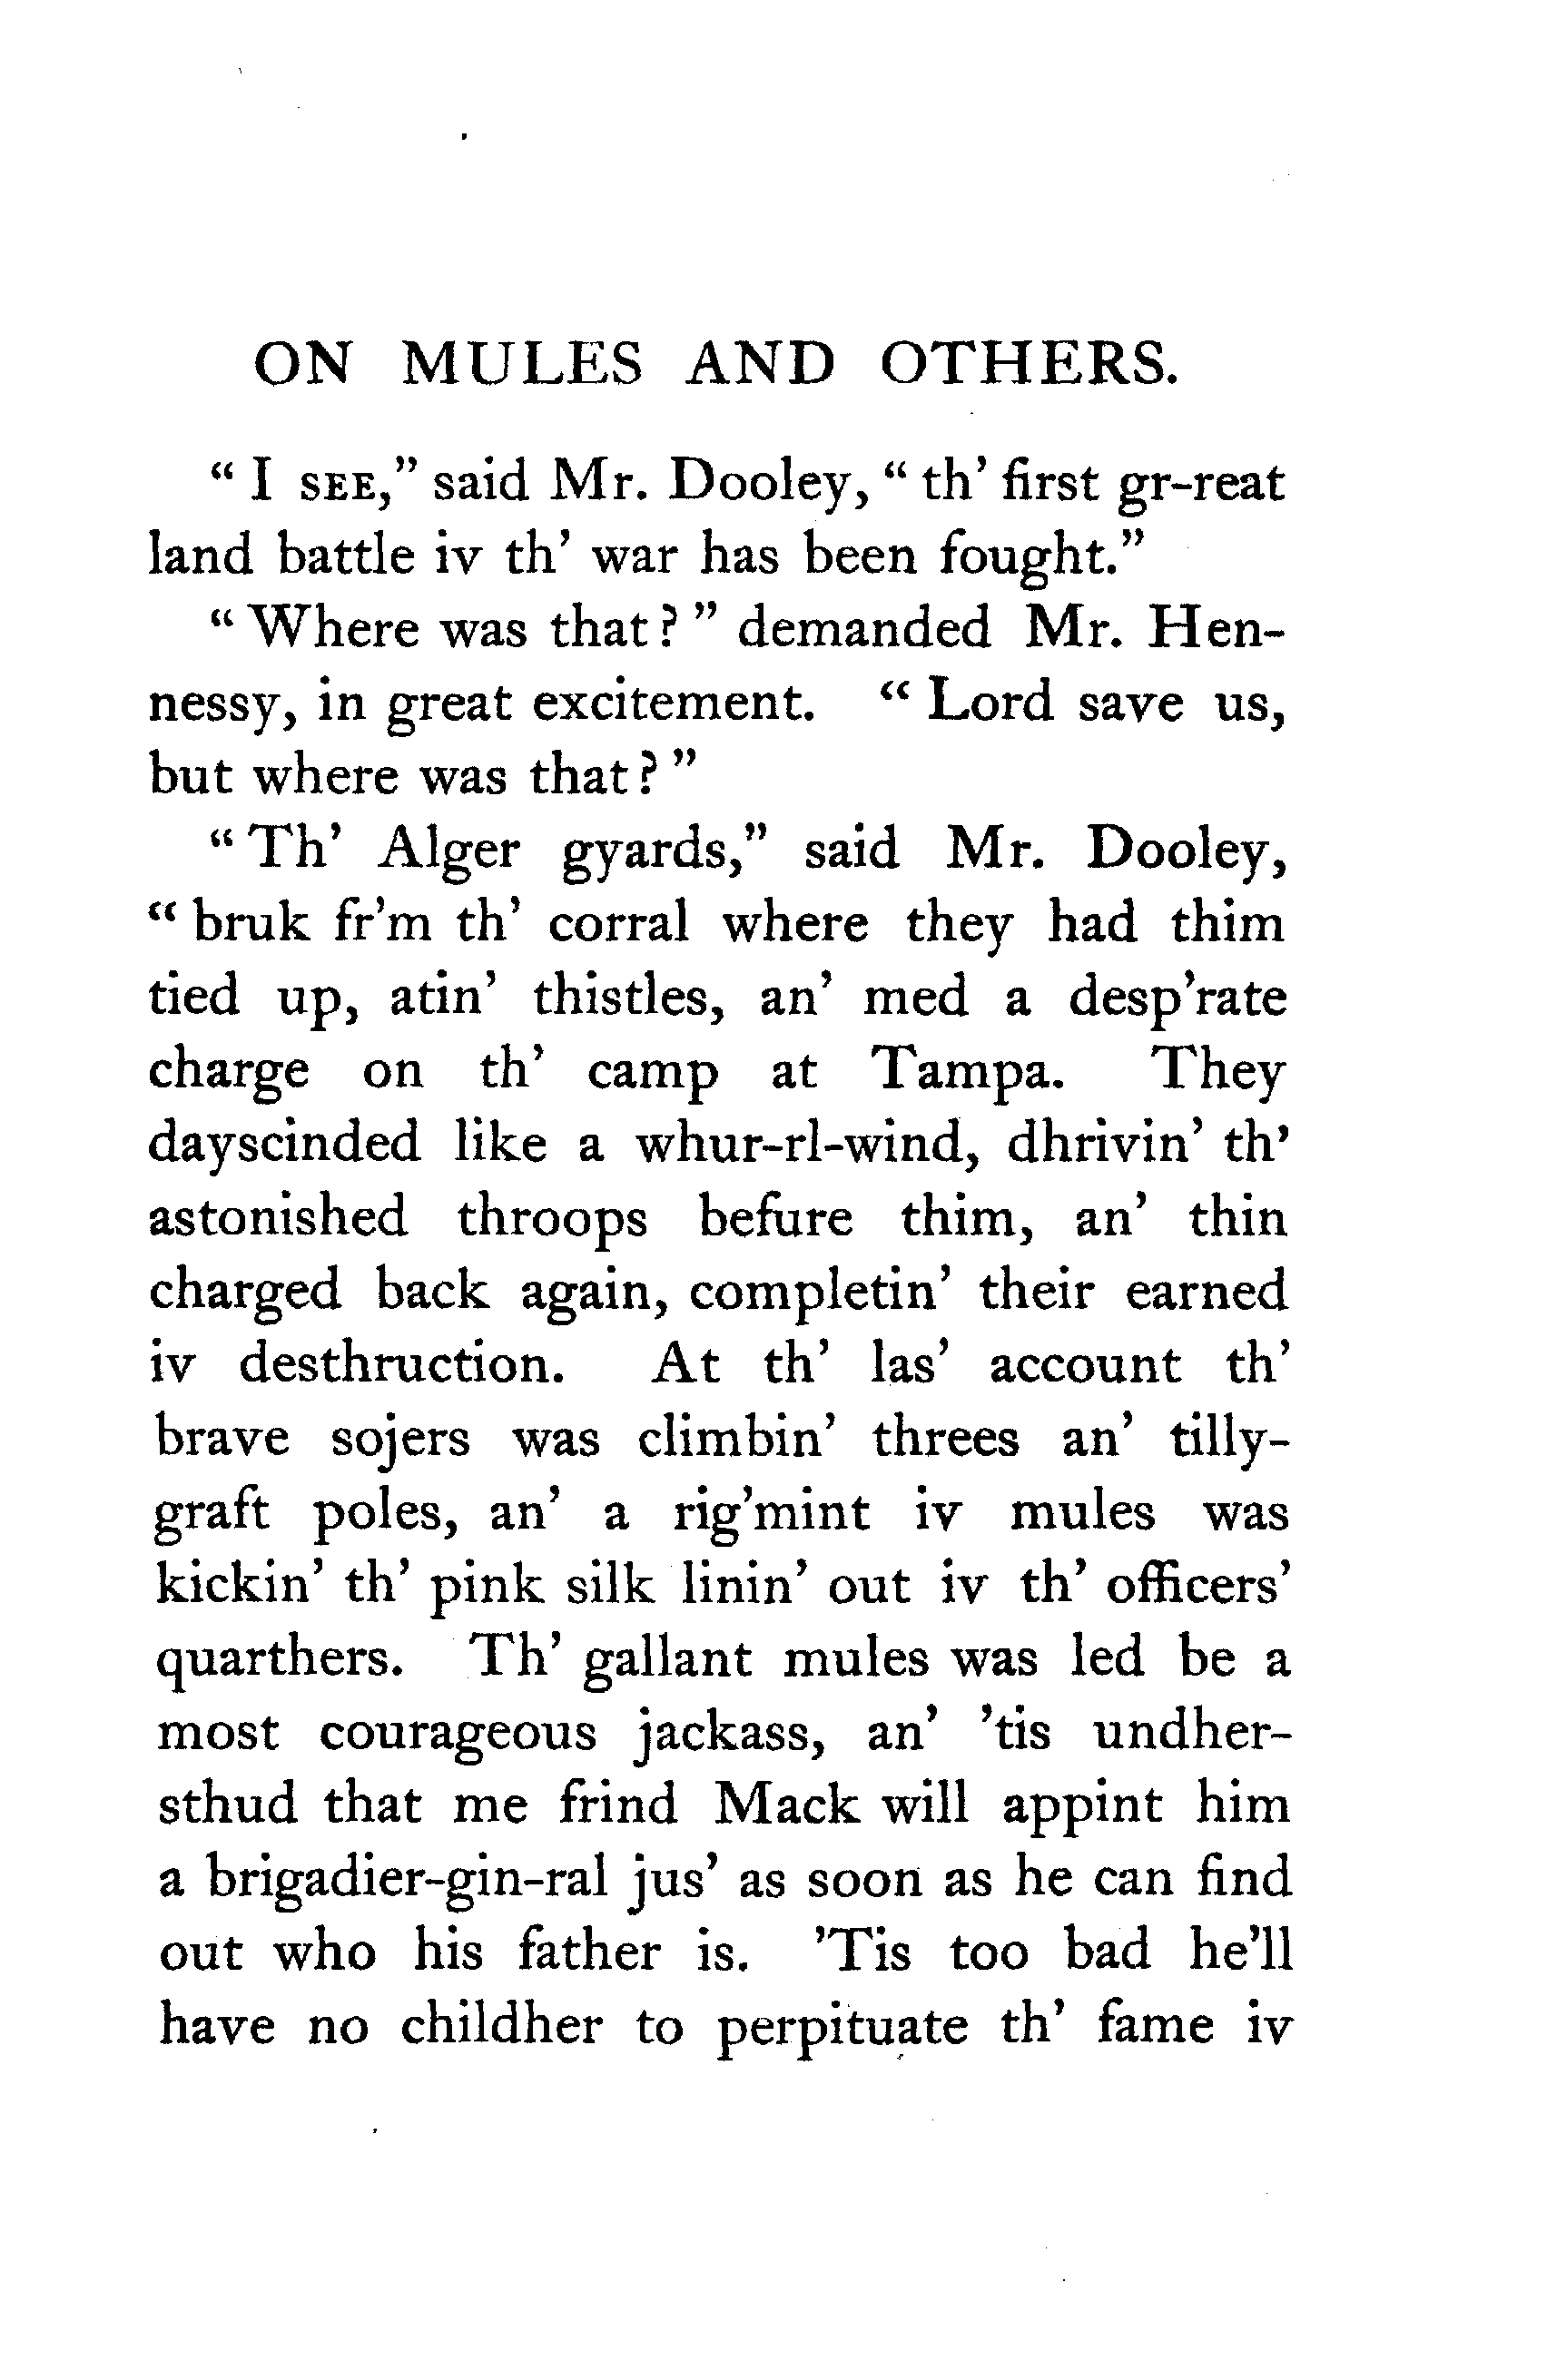 ON MULES AND OTHERS.
“ I SEE,” said Mr. Dooley, “ th’ first gr-reat
land battle iv th’ war has been fought.”
“ Where was that ? ” demanded Mr. Hen-
nessy, in great excitement. “ Lord save us,
but where was that ? ”
“ Th’ Alger gyards,” said Mr. Dooley,
“ bruk fr’m th’ corral where they had thim
tied up, atin’ thistles, an’ med a desp’rate
charge on th’ camp at Tampa. They
dayscinded like a whur-rl-wind, dhrivin’ th’
astonished throops befure thim, an’ thin
charged back again, completin’ their earned
iv desthruction. At th’ las’ account th’
brave sojers was climbin’ threes an’ tilly-
graft poles, an’ a rig’mint iv mules was
kickin’ th’ pink silk linin’ out iv th’ officers’
quarthers. Th’ gallant mules was led be a
most courageous jackass, an’ ’tis undher-
sthud that me frind Mack will appint him
a brigadier-gin-ral jus’ as soon as he can find
out who his father is. ’Tis too bad he’ll
have no childher to perpituate th’ fame iv